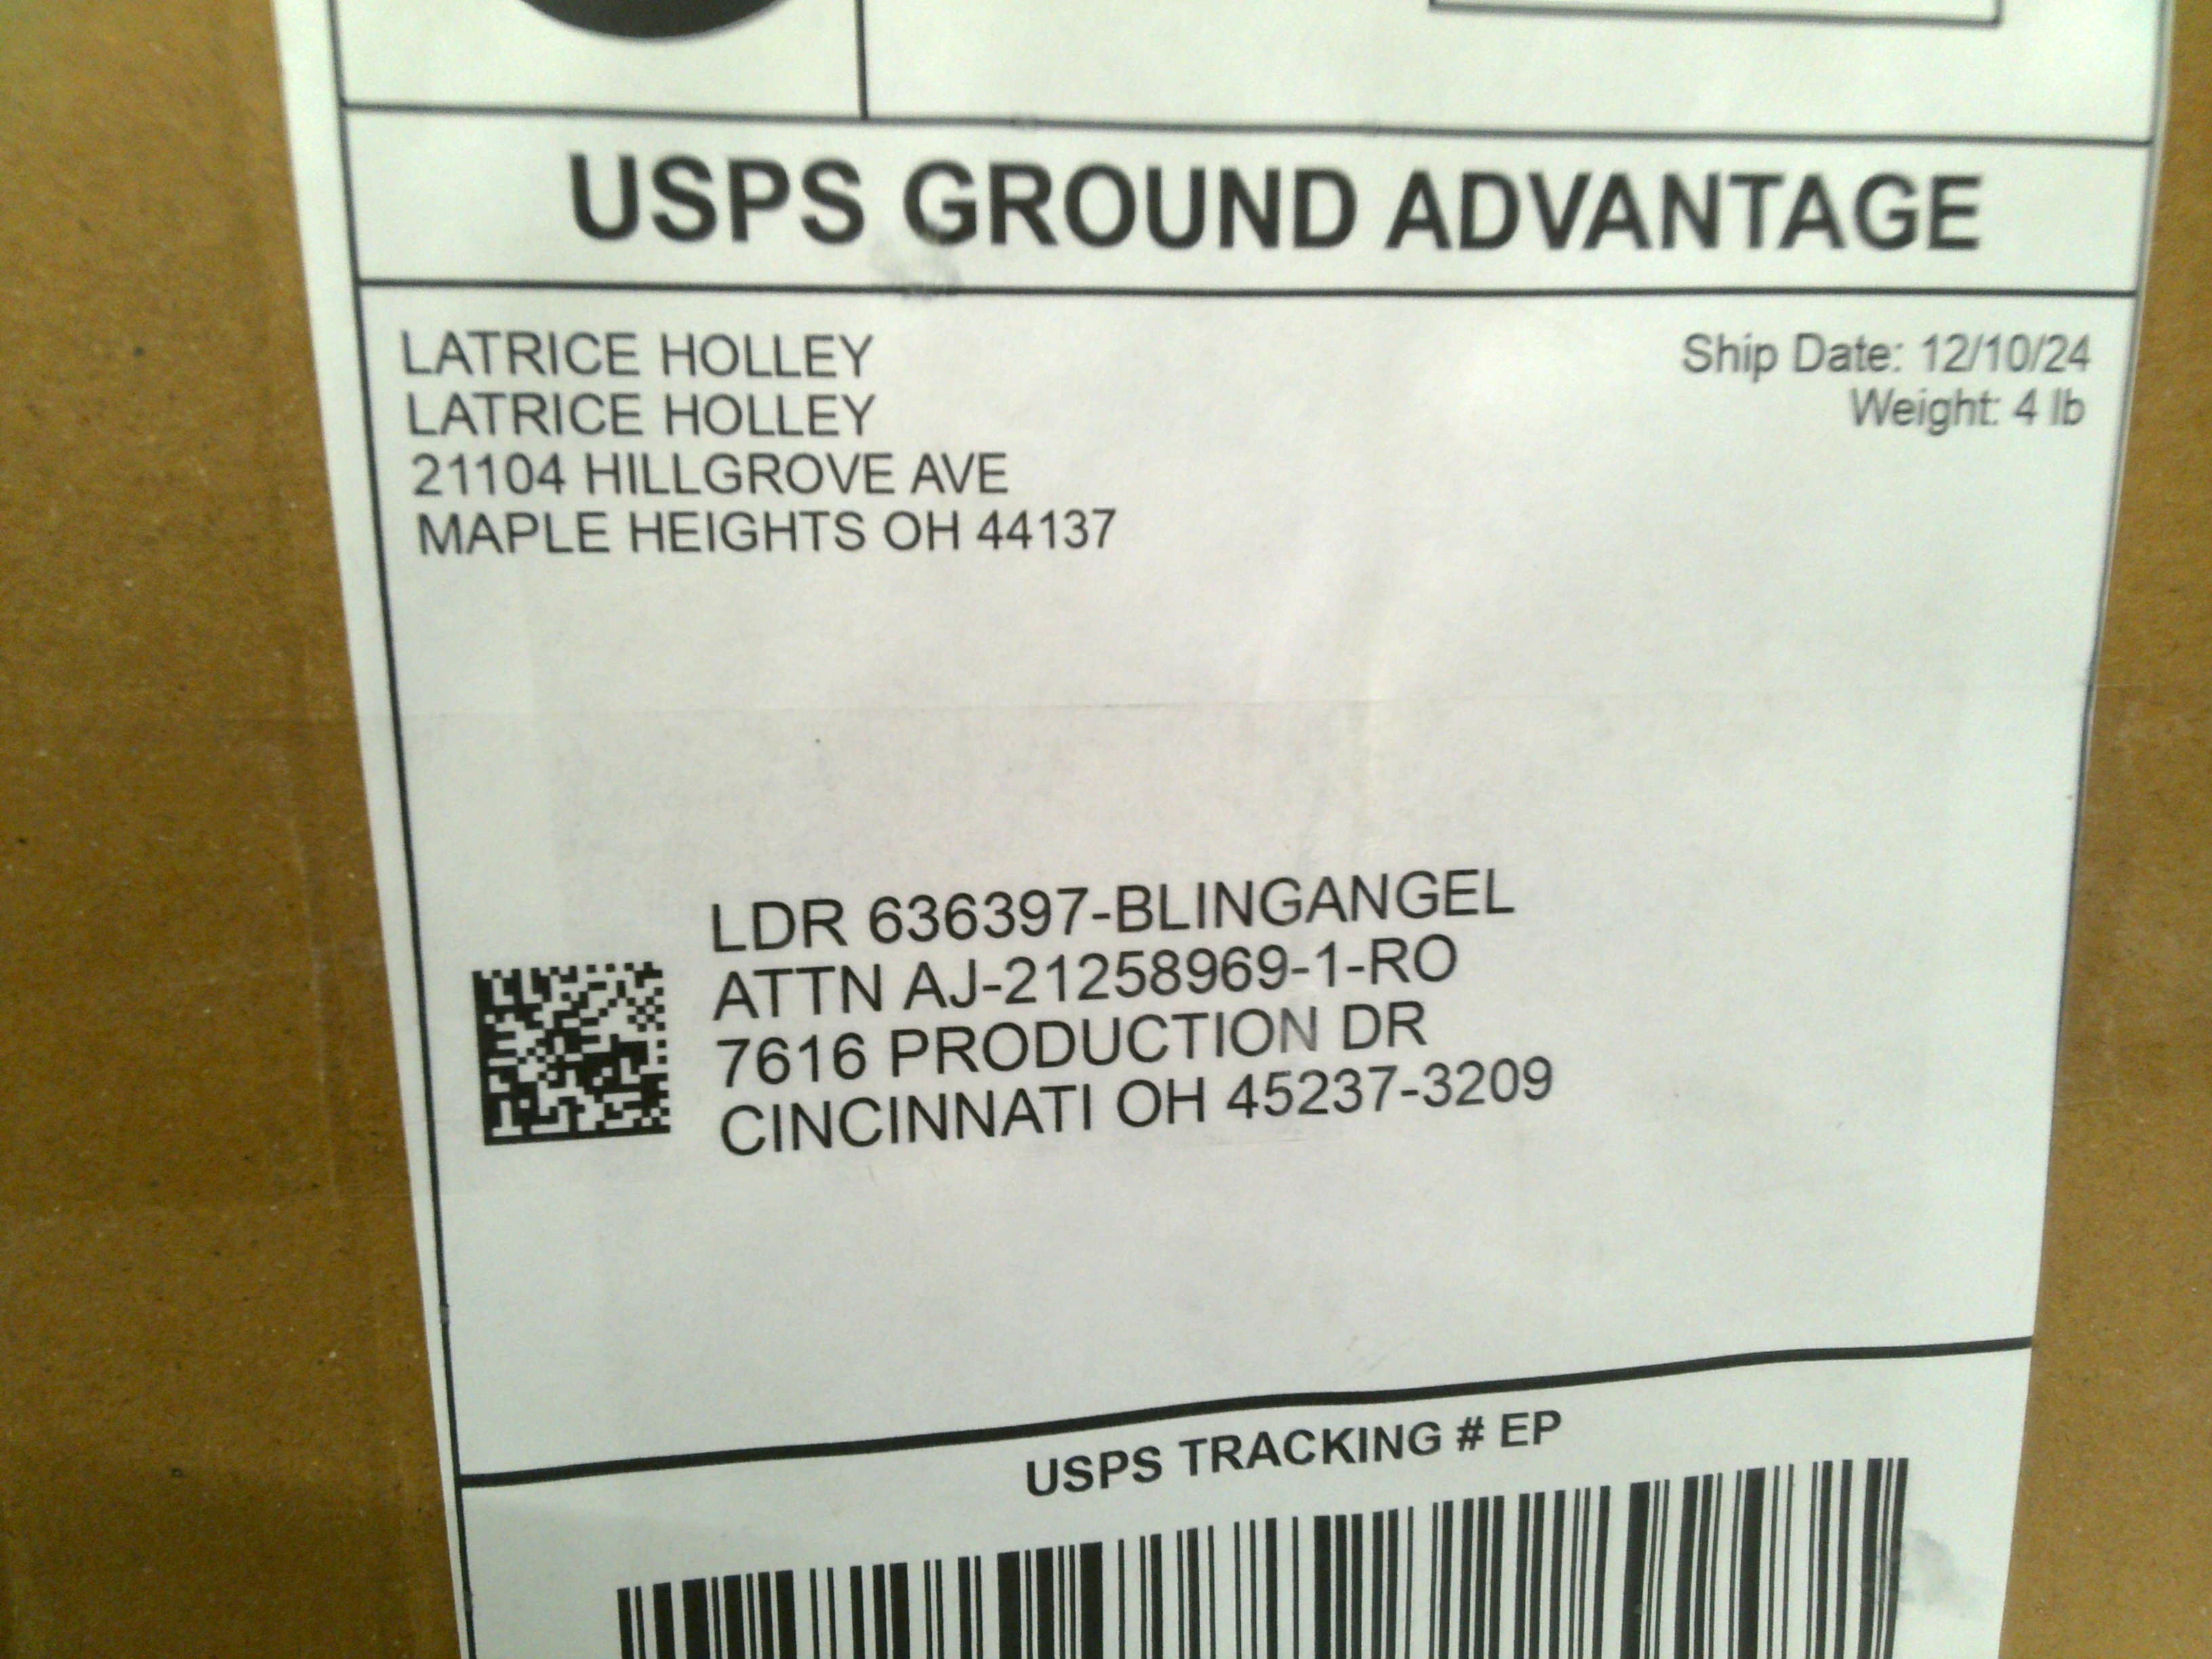 USPS GROUND ADVANTAGE
LATRICE HOLLEY
LATRICE HOLLEY
21104 HILLGROVE AVE
MAPLE HEIGHTS OH 44137
Ship Date: 12/10/24
Weight: 4 lb
LDR 636397-BLINGANGEL
ATTN AJ-21258969-1-RO
7616 PRODUCTION DR
CINCINNATI OH 45237-3209
USPS TRACKING # EP